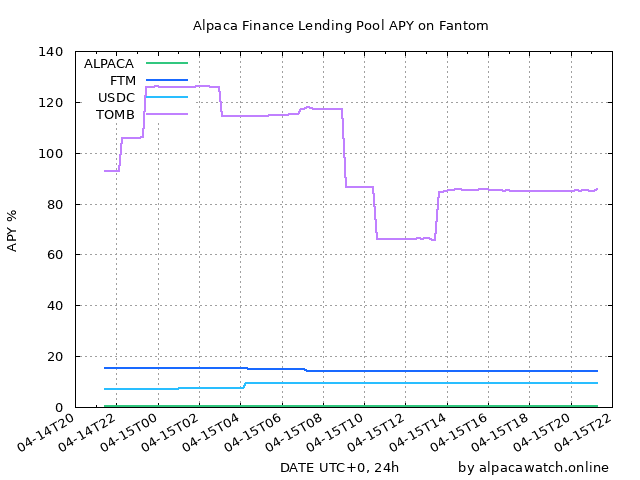 Alpaca Finance Lending Pool APY on Fantom
APY %
140
120
100
80
60
40
20
0
ALPACA
FTM
USDC
TOMB
04-14T20
04-14T22
04-15T00
04-15T02
04-15T04
04-15T06
04-15T08
04-15T10
04-15T12
04-15T14
04-15T16
04-15T18
04-15T20
04-15T22
DATE UTC+0, 24h
by alpacawatch.online